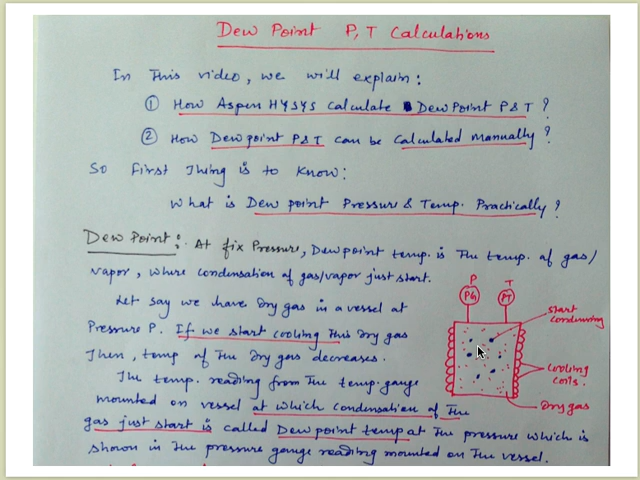 Dew Point P, T Calculations
In This video, we will explain:
① How Aspen HYSYS Calculate Dew Point P & T ?
② How Dew point P & T can be Calculated manually ?
So First Thing is to Know:
What is Dew point Pressure & Temp. Practically ?
Dew Point: At fix Pressure, Dew point temp. is The temp. of gas/
vapor, where condensation of gas/vapor just start.
Let say we have Dry gas in a vessel at
Pressure P. If we start cooling This dry gas
Then, temp of The dry gas decreases.
The temp. reading from The temp. gauge
mounted on vessel at which condensation of The
gas just start is called Dew point temp at The pressure which is
shown in The pressure gauge reading mounted on The vessel.
P T
PG
start
condensing
cooling
coils.
Dry gas